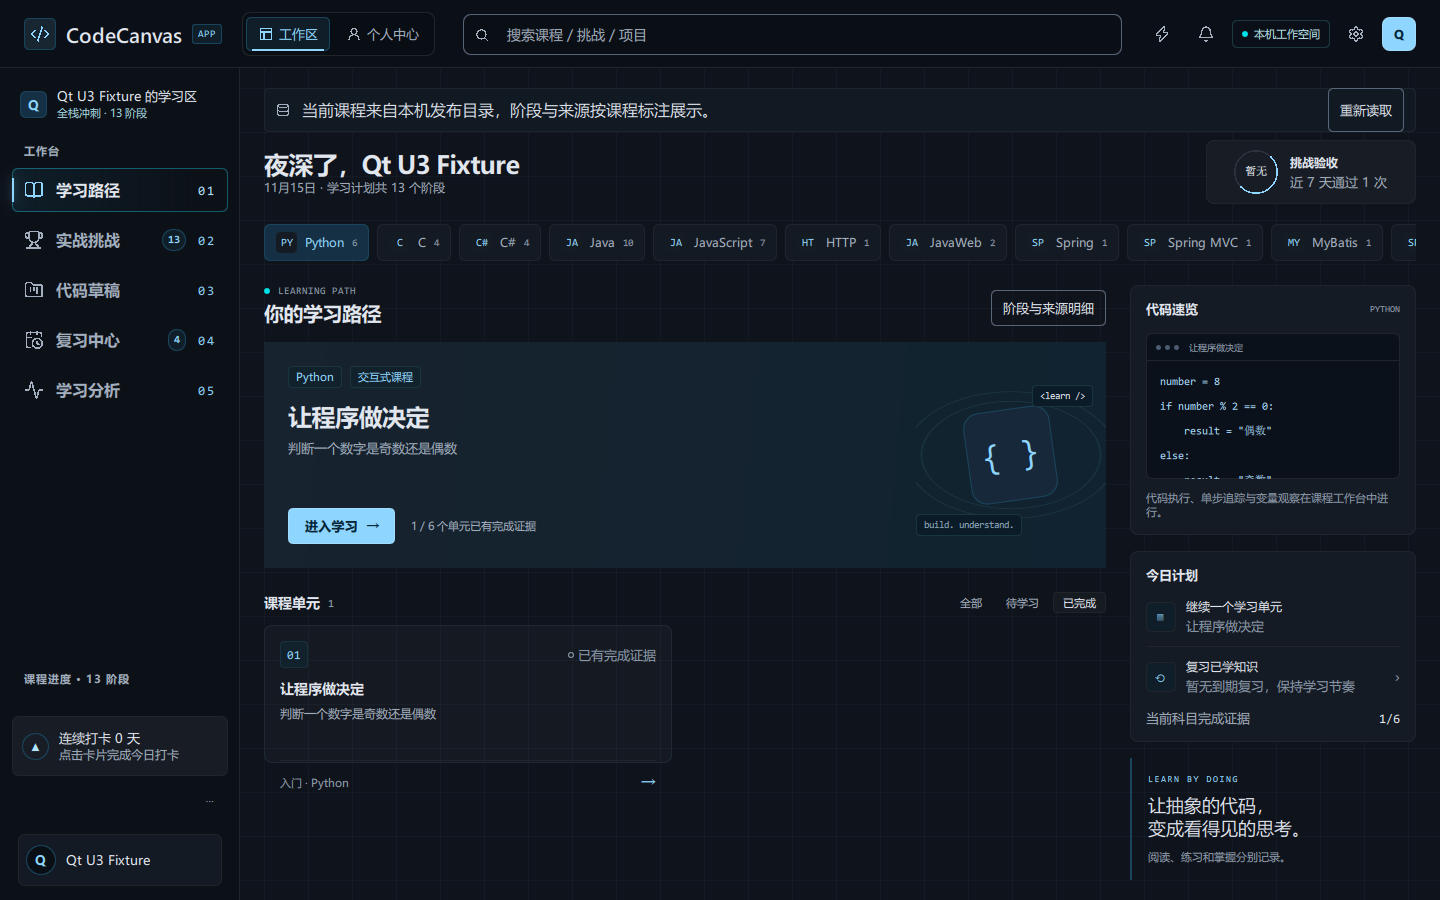 CodeCanvas APP
工作区
个人中心
搜索课程 / 挑战 / 项目
本机工作空间
Q
Q
Qt U3 Fixture 的学习区
全栈冲刺 · 13 阶段
工作台
学习路径 01
实战挑战 13 02
代码草稿 03
复习中心 4 04
学习分析 05
课程进度 • 13 阶段
连续打卡 0 天
点击卡片完成今日打卡
...
Q Qt U3 Fixture
当前课程来自本机发布目录，阶段与来源按课程标注展示。
重新读取
夜深了，Qt U3 Fixture
11月15日 · 学习计划共 13 个阶段
暂无
挑战验收
近 7 天通过 1 次
PY Python 6
C C 4
C# C# 4
JA Java 10
JA JavaScript 7
HT HTTP 1
JA JavaWeb 2
SP Spring 1
SP Spring MVC 1
MY MyBatis 1
LEARNING PATH
你的学习路径
阶段与来源明细
Python 交互式课程
让程序做决定
判断一个数字是奇数还是偶数
进入学习 →
1 / 6 个单元已有完成证据
<learn />
{ }
build. understand.
课程单元 1
全部 待学习 已完成
01
已有完成证据
让程序做决定
判断一个数字是奇数还是偶数
入门 · Python →
代码速览 PYTHON
让程序做决定
number = 8
if number % 2 == 0:
result = "偶数"
else:
代码执行、单步追踪与变量观察在课程工作台中进
行。
今日计划
继续一个学习单元
让程序做决定
复习已学知识
暂无到期复习，保持学习节奏
当前科目完成证据 1/6
LEARN BY DOING
让抽象的代码，
变成看得见的思考。
阅读、练习和掌握分别记录。